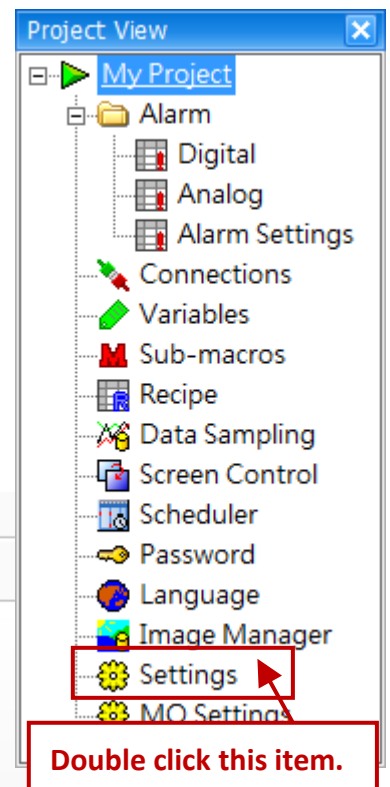 Project View
My Project
Alarm
Digital
Analog
Alarm Settings
Connections
Variables
Sub-macros
Recipe
Data Sampling
Screen Control
Scheduler
Password
Language
Image Manager
Settings
MQ Settings
Double click this item.